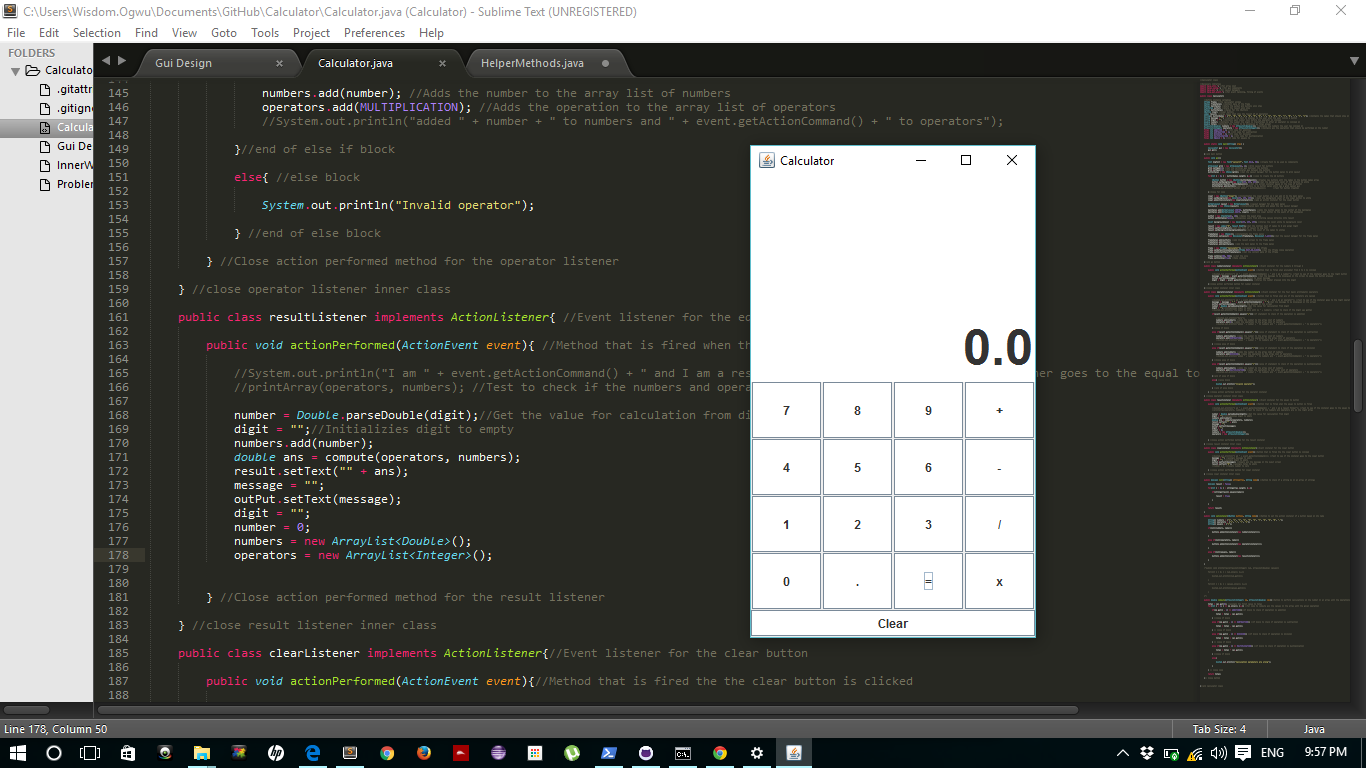 C:\Users\Wisdom.Ogwu\Documents\GitHub\Calculator\Calculator.java (Calculator) - Sublime Text (UNREGISTERED)
File Edit Selection Find View Goto Tools Project Preferences Help
FOLDERS
Calculato
.gitattr
.gitign
Calcula
Gui De
InnerW
Probler
Gui Design × Calculator.java × HelperMethods.java
145 numbers.add(number); //Adds the number to the array list of numbers
146 operators.add(MULTIPLICATION); //Adds the operation to the array list of operators
147 //System.out.println("added " + number + " to numbers and " + event.getActionCommand() + " to operators");
148
149 }//end of else if block
150
151 else{ //else block
152
153 System.out.println("Invalid operator");
154
155 } //end of else block
156
157 } //Close action performed method for the operator listener
158
159 } //close operator listener inner class
160
161 public class resultListener implements ActionListener{ //Event listener for the eq
162
163 public void actionPerformed(ActionEvent event){ //Method that is fired when th
164
165 //System.out.println("I am " + event.getActionCommand() + " and I am a res ner goes to the equal to
166 //printArray(operators, numbers); //Test to check if the numbers and opera
167
168 number = Double.parseDouble(digit);//Get the value for calculation from di
169 digit = "";//Initializies digit to empty
170 numbers.add(number);
171 double ans = compute(operators, numbers);
172 result.setText("" + ans);
173 message = "";
174 outPut.setText(message);
175 digit = "";
176 number = 0;
177 numbers = new ArrayList<Double>();
178 operators = new ArrayList<Integer>();
179
180
181 } //Close action performed method for the result listener
182
183 } //close result listener inner class
184
185 public class clearListener implements ActionListener{//Event listener for the clear button
186
187 public void actionPerformed(ActionEvent event){//Method that is fired the the clear button is clicked
188
Calculator
0.0
7 8 9 +
4 5 6 -
1 2 3 /
0 . = x
Clear
Line 178, Column 50 Tab Size: 4 Java
ENG 9:57 PM